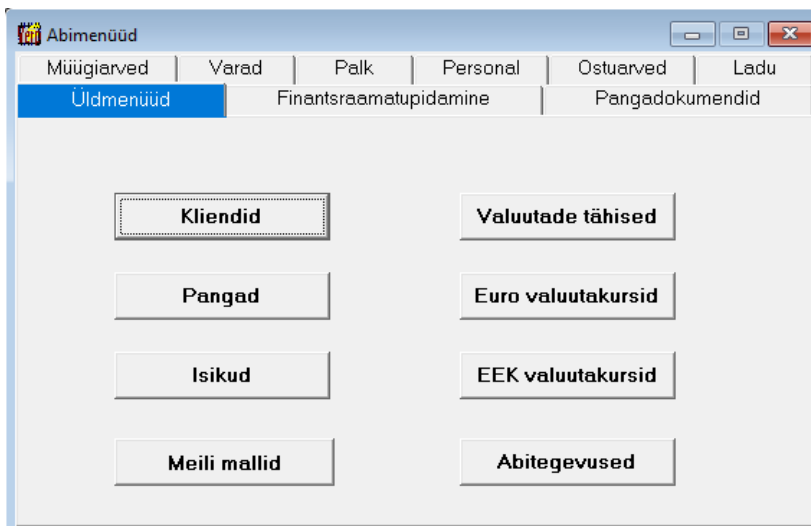 Abimenüüd
Müügiarved Varad Palk Personal Ostuarved Ladu
Üldmenüüd Finantsraamatupidamine Pangadokumendid
Kliendid Valuutade tähised
Pangad Euro valuutakursid
Isikud EEK valuutakursid
Meili mallid Abitegevused